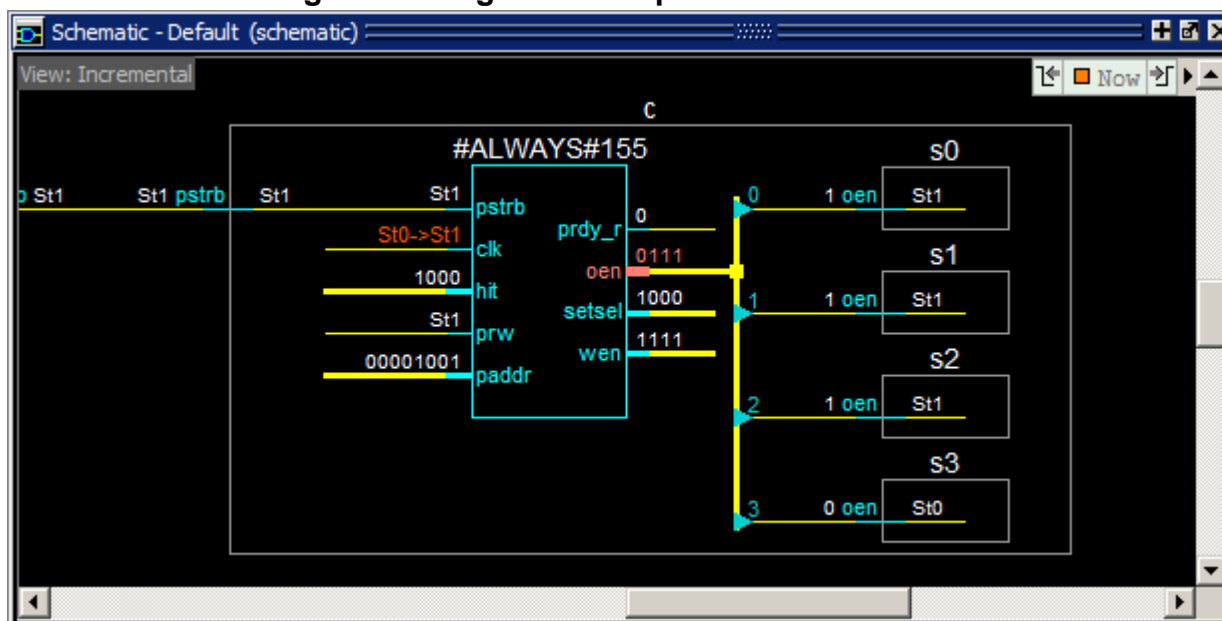 Schematic - Default (schematic)
View: Incremental
Now
C
#ALWAYS#155
s0
St1 St1 pstrb St1 St1 pstrb
0 1 oen St1
prdy_r 0
St0->St1 clk
oen 0111
s1
1000 hit
setsel 1000
1 1 oen St1
St1 prw
wen 1111
00001001 paddr
s2
2 1 oen St1
s3
3 0 oen St0